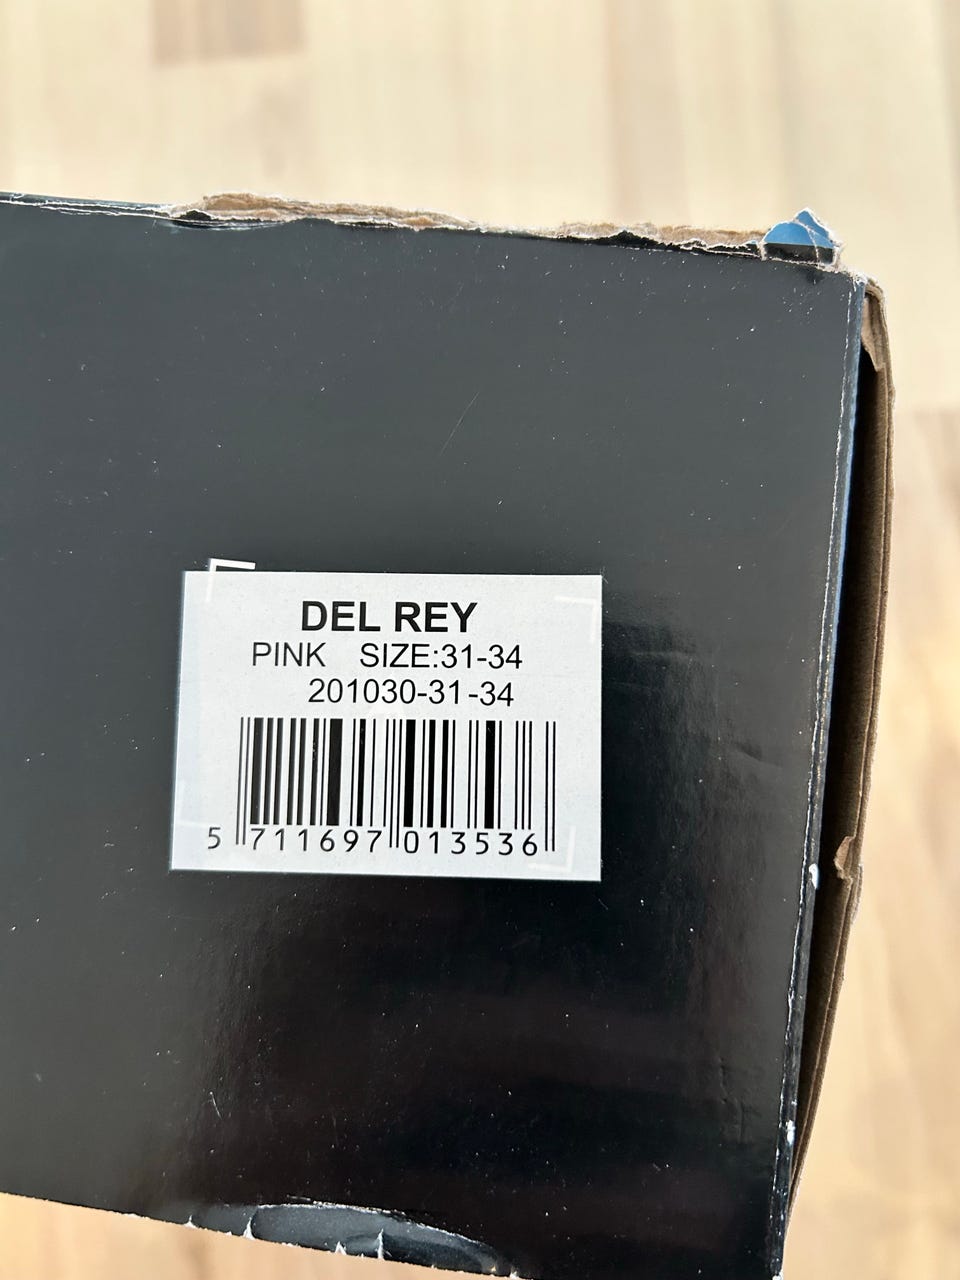 DEL REY
PINK SIZE:31-34
201030-31-34
5 711697 013536